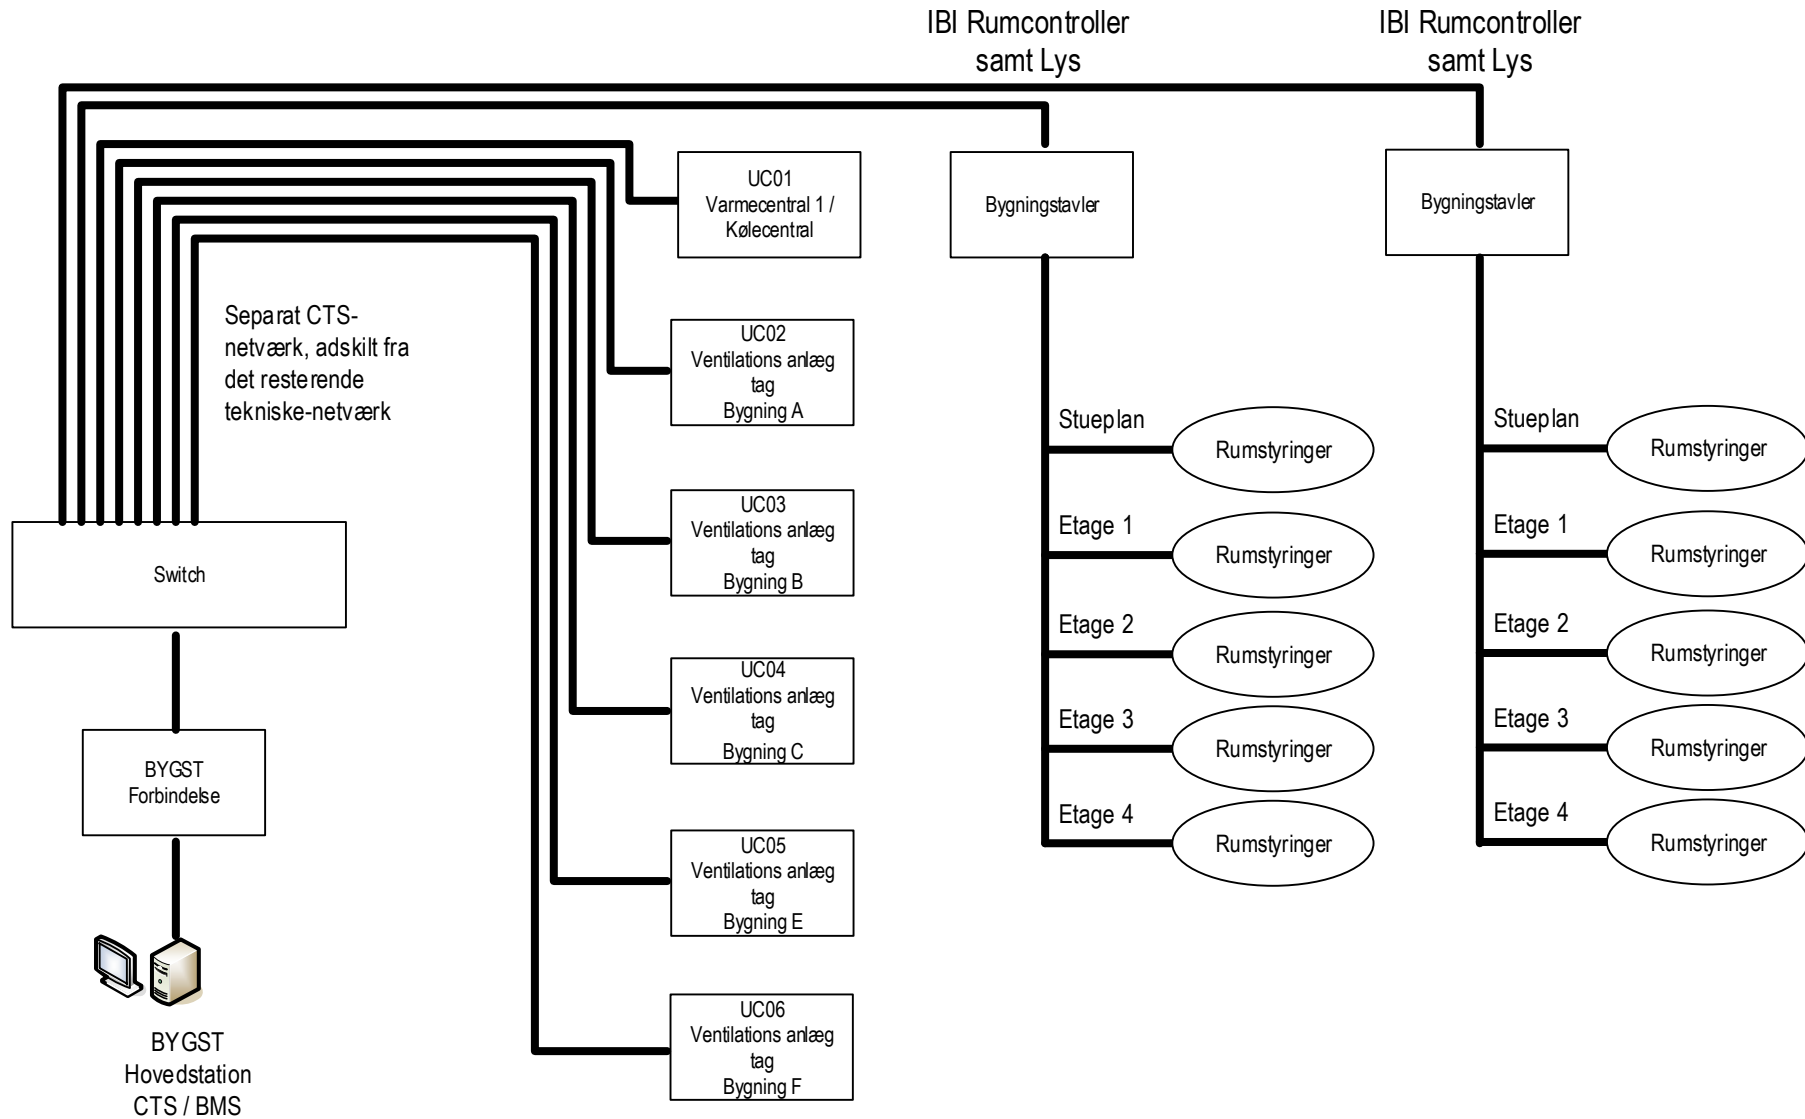 IBI Rumcontroller
samt Lys
IBI Rumcontroller
samt Lys
UC01
Varmecentral 1 /
Kølecentral
Bygningstavler
Bygningstavler
Separat CTS-
netværk, adskilt fra
det resterende
tekniske-netværk
UC02
Ventilations anlæg
tag
Bygning A
UC03
Ventilations anlæg
tag
Bygning B
UC04
Ventilations anlæg
tag
Bygning C
UC05
Ventilations anlæg
tag
Bygning E
UC06
Ventilations anlæg
tag
Bygning F
Switch
BYGST
Forbindelse
BYGST
Hovedstation
CTS / BMS
Stueplan
Rumstyringer
Etage 1
Rumstyringer
Etage 2
Rumstyringer
Etage 3
Rumstyringer
Etage 4
Rumstyringer
Stueplan
Rumstyringer
Etage 1
Rumstyringer
Etage 2
Rumstyringer
Etage 3
Rumstyringer
Etage 4
Rumstyringer